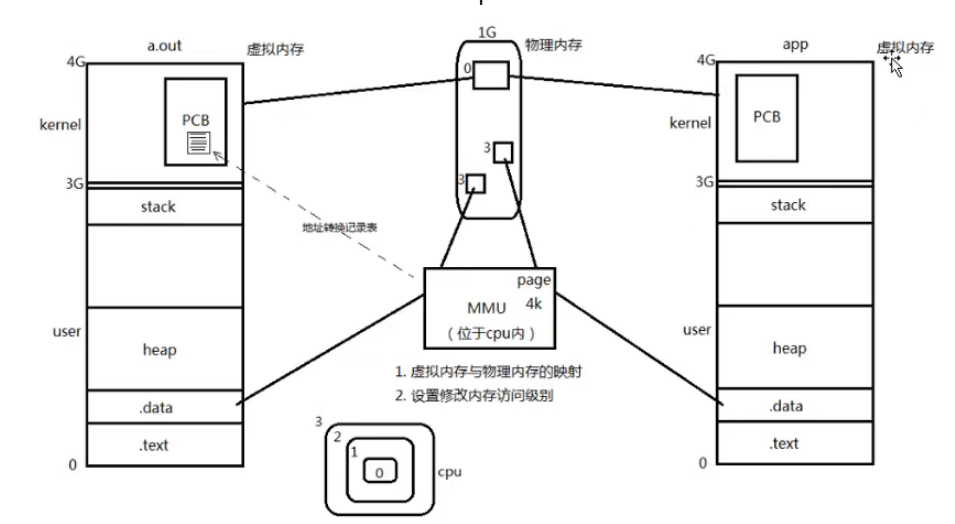 1G
a.out
虚拟内存
物理内存
app
虚拟内存
4G
0
4G
PCB
PCB
kernel
kernel
3
3
3G
3G
stack
地址转换记录表
stack
page
MMU 4k
(位于cpu内)
user
user
heap
heap
1. 虚拟内存与物理内存的映射
2. 设置修改内存访问级别
.data
.data
.text
.text
0
0
3
2
1
0
cpu